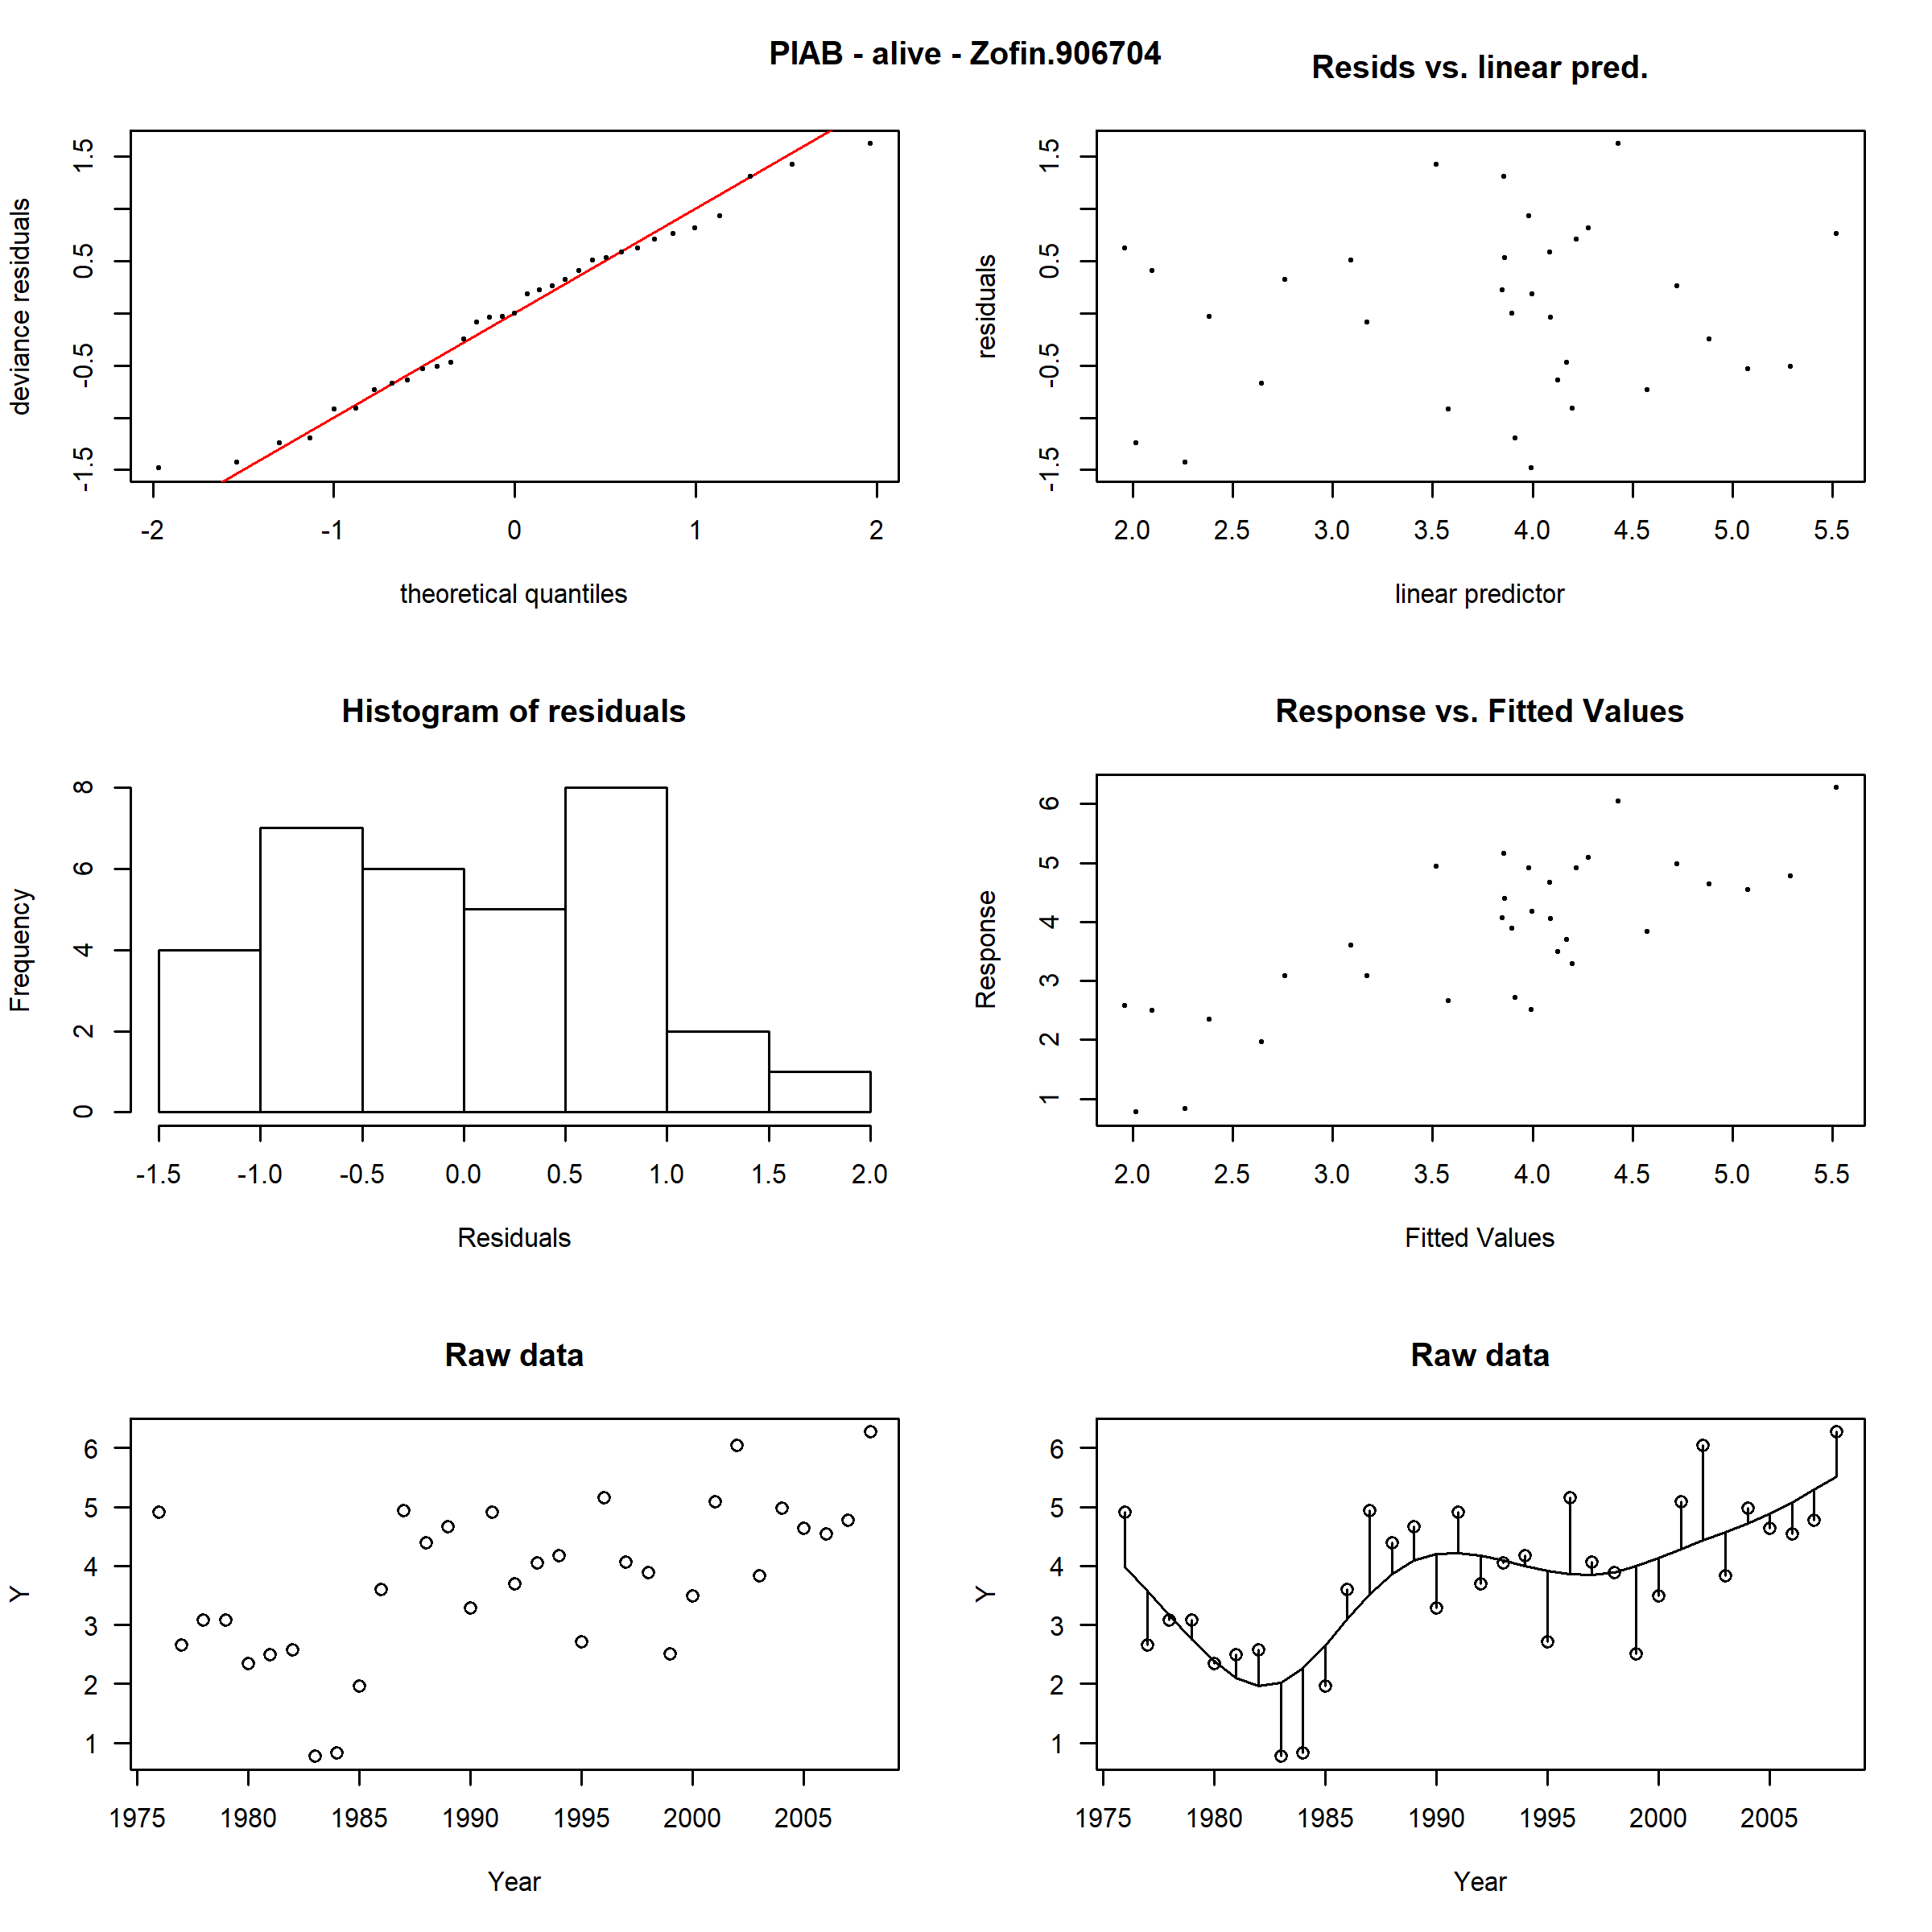 PIAB - alive - Zofin.906704
Resids vs. linear pred.
deviance residuals
-1.5 -0.5 0.5 1.5
-2 -1 0 1 2
theoretical quantiles
residuals
-1.5 -0.5 0.5 1.5
2.0 2.5 3.0 3.5 4.0 4.5 5.0 5.5
linear predictor
Histogram of residuals
Frequency
0 2 4 6 8
-1.5 -1.0 -0.5 0.0 0.5 1.0 1.5 2.0
Residuals
Response vs. Fitted Values
Response
1 2 3 4 5 6
2.0 2.5 3.0 3.5 4.0 4.5 5.0 5.5
Fitted Values
Raw data
Y
6
5
4
3
2
1
1975 1980 1985 1990 1995 2000 2005
Year
Raw data
Y
6
5
4
3
2
1
1975 1980 1985 1990 1995 2000 2005
Year